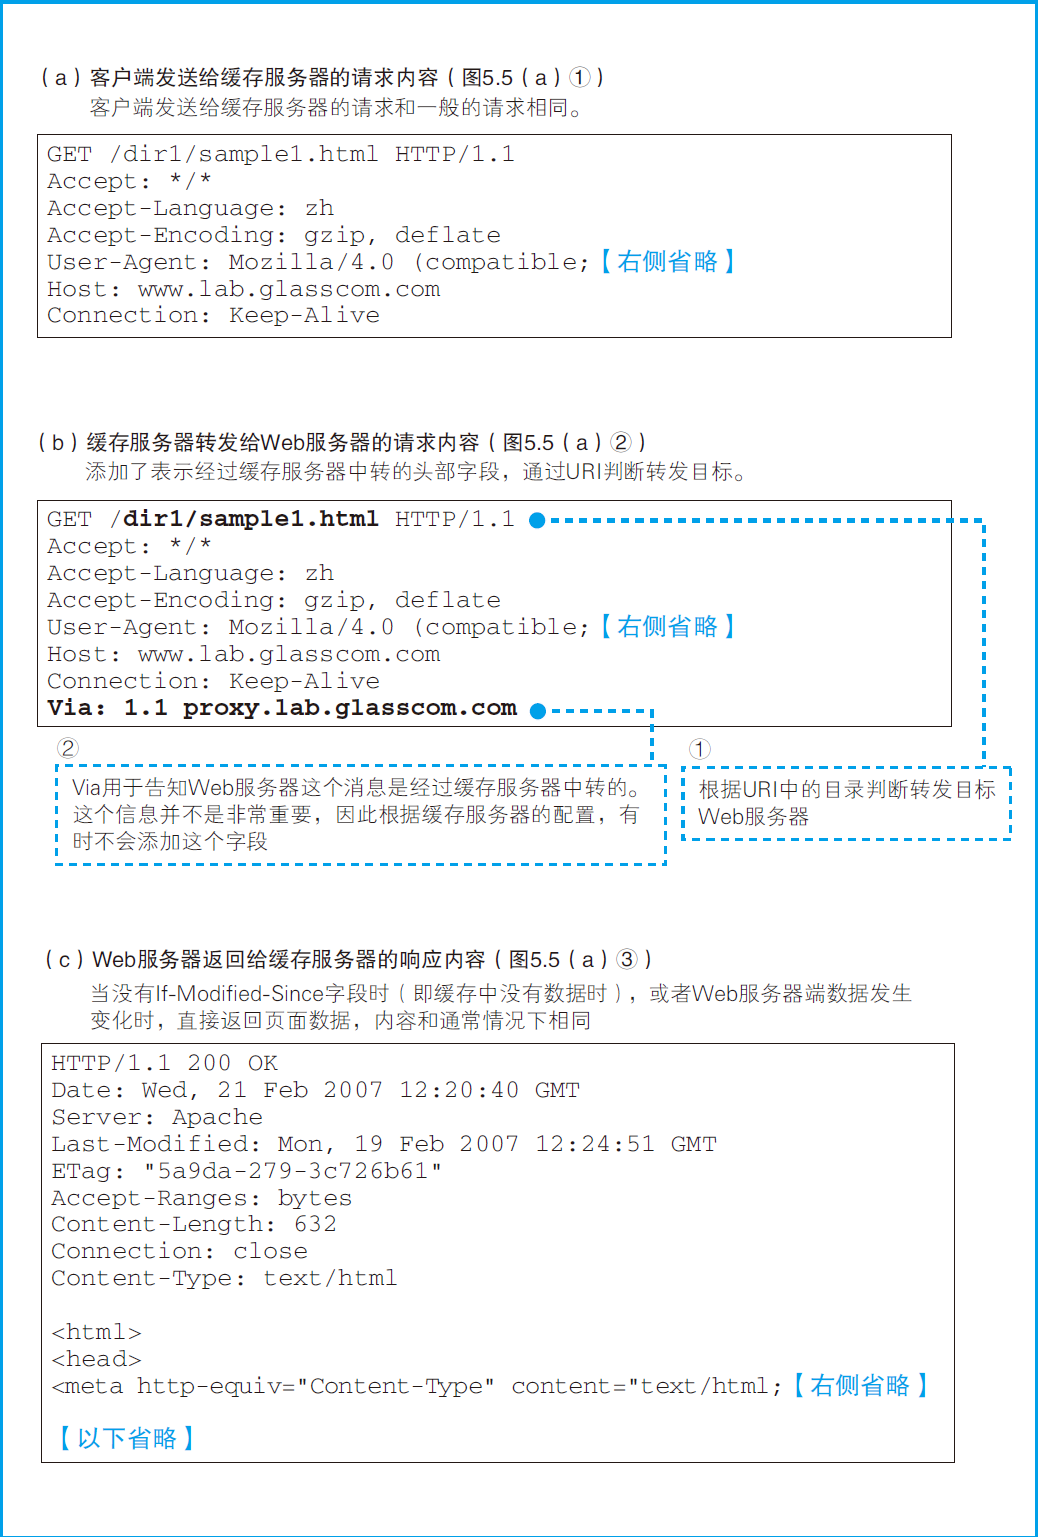 （a）客户端发送给缓存服务器的请求内容（图5.5（a）①）
客户端发送给缓存服务器的请求和一般的请求相同。
GET /dir1/sample1.html HTTP/1.1
Accept: */*
Accept-Language: zh
Accept-Encoding: gzip, deflate
User-Agent: Mozilla/4.0 (compatible;【右侧省略】
Host: www.lab.glasscom.com
Connection: Keep-Alive
（b）缓存服务器转发给Web服务器的请求内容（图5.5（a）②）
添加了表示经过缓存服务器中转的头部字段，通过URI判断转发目标。
GET /dir1/sample1.html HTTP/1.1
Accept: */*
Accept-Language: zh
Accept-Encoding: gzip, deflate
User-Agent: Mozilla/4.0 (compatible;【右侧省略】
Host: www.lab.glasscom.com
Connection: Keep-Alive
Via: 1.1 proxy.lab.glasscom.com
②
Via用于告知Web服务器这个消息是经过缓存服务器中转的。
这个信息并不是非常重要，因此根据缓存服务器的配置，有
时不会添加这个字段
①
根据URI中的目录判断转发目标
Web服务器
（c）Web服务器返回给缓存服务器的响应内容（图5.5（a）③）
当没有If-Modified-Since字段时（即缓存中没有数据时），或者Web服务器端数据发生
变化时，直接返回页面数据，内容和通常情况下相同
HTTP/1.1 200 OK
Date: Wed, 21 Feb 2007 12:20:40 GMT
Server: Apache
Last-Modified: Mon, 19 Feb 2007 12:24:51 GMT
ETag: "5a9da-279-3c726b61"
Accept-Ranges: bytes
Content-Length: 632
Connection: close
Content-Type: text/html
<html>
<head>
<meta http-equiv="Content-Type" content="text/html;【右侧省略】
【以下省略】